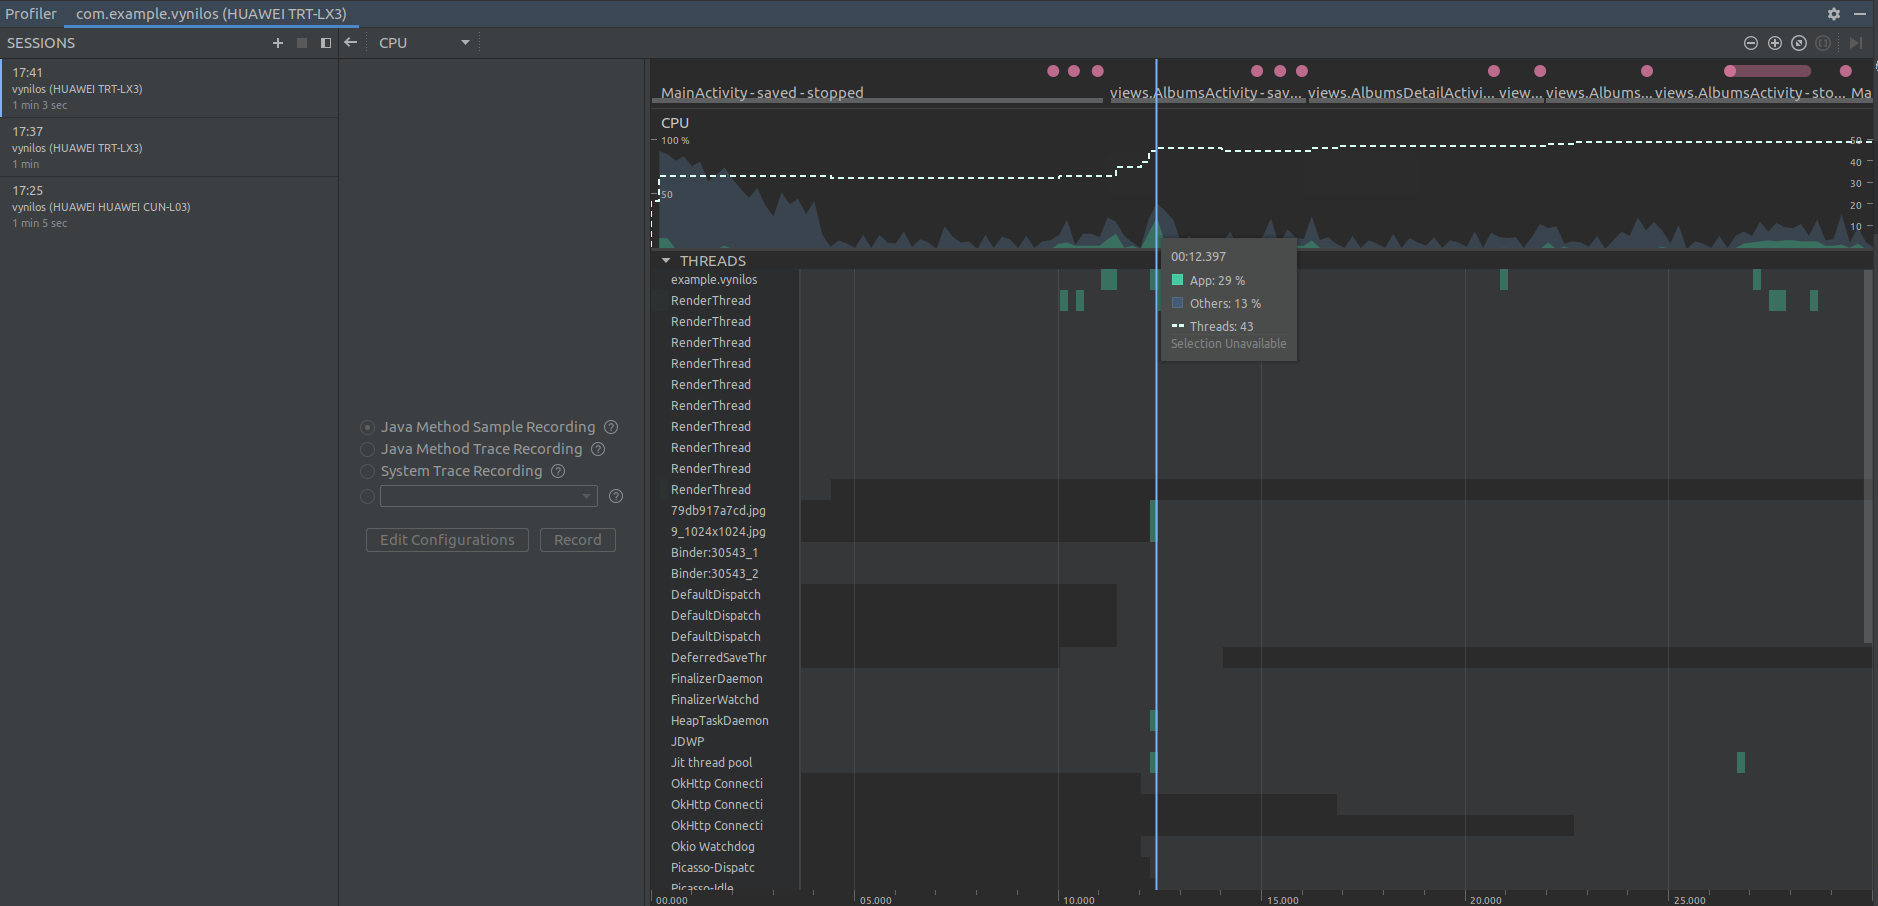 Profiler com.example.vynilos (HUAWEI TRT-LX3)
SESSIONS
CPU
17:41
vynilos (HUAWEI TRT-LX3)
1 min 3 sec
17:37
vynilos (HUAWEI TRT-LX3)
1 min
17:25
vynilos (HUAWEI HUAWEI CUN-L03)
1 min 5 sec
Java Method Sample Recording
Java Method Trace Recording
System Trace Recording
Edit Configurations Record
MainActivity - saved - stopped views.AlbumsActivity - sav... views.AlbumsDetailActivi... view... views.Albums... views.AlbumsActivity - sto... Ma
CPU
100 % 50
40
50 30
20
10
00:12.397
App: 29 %
Others: 13 %
Threads: 43
Selection Unavailable
THREADS
example.vynilos
RenderThread
RenderThread
RenderThread
RenderThread
RenderThread
RenderThread
RenderThread
RenderThread
RenderThread
RenderThread
79db917a7cd.jpg
9_1024x1024.jpg
Binder:30543_1
Binder:30543_2
DefaultDispatch
DefaultDispatch
DefaultDispatch
DeferredSaveThr
FinalizerDaemon
FinalizerWatchd
HeapTaskDaemon
JDWP
Jit thread pool
OkHttp Connecti
OkHttp Connecti
OkHttp Connecti
Okio Watchdog
Picasso-Dispatc
Picasso-Idle
00.000 05.000 10.000 15.000 20.000 25.000